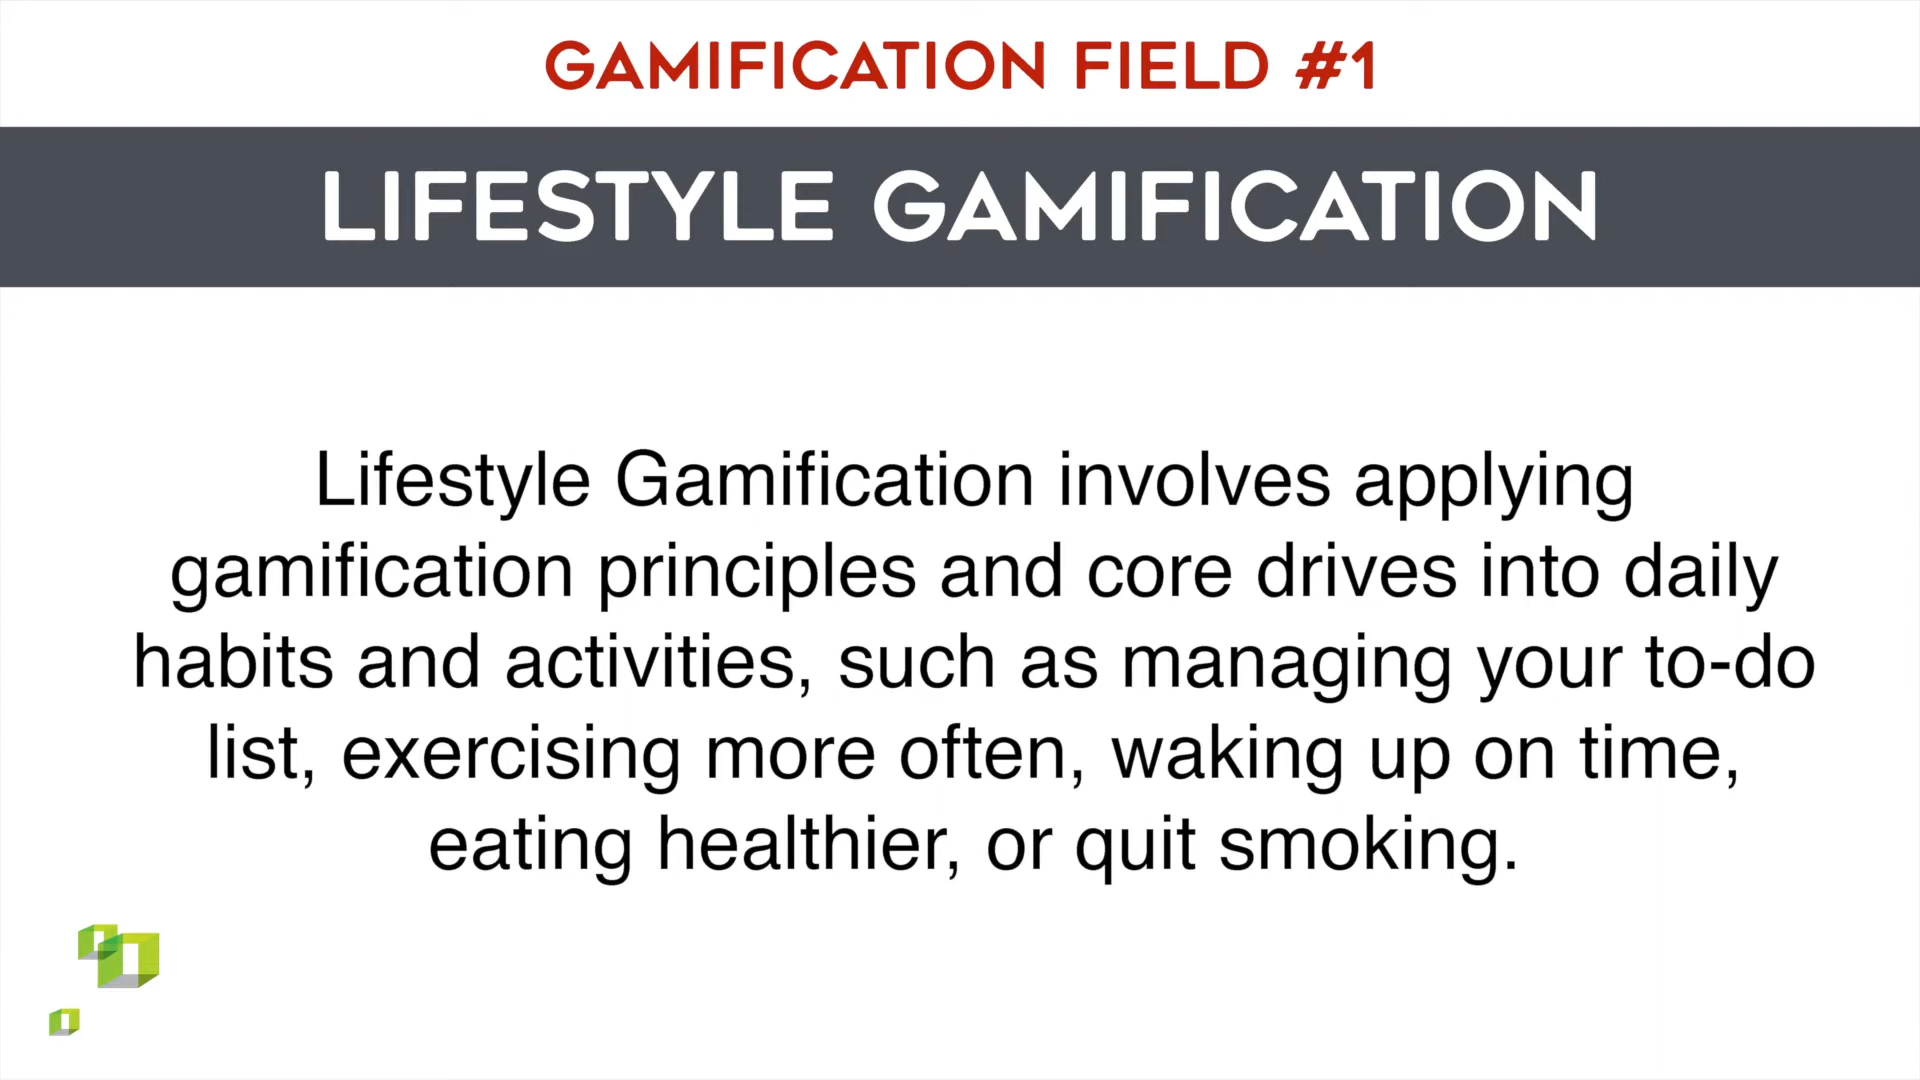 GAMIFICATION FIELD #1
LIFESTYLE GAMIFICATION
Lifestyle Gamification involves applying
gamification principles and core drives into daily
habits and activities, such as managing your to-do
list, exercising more often, waking up on time,
eating healthier, or quit smoking.